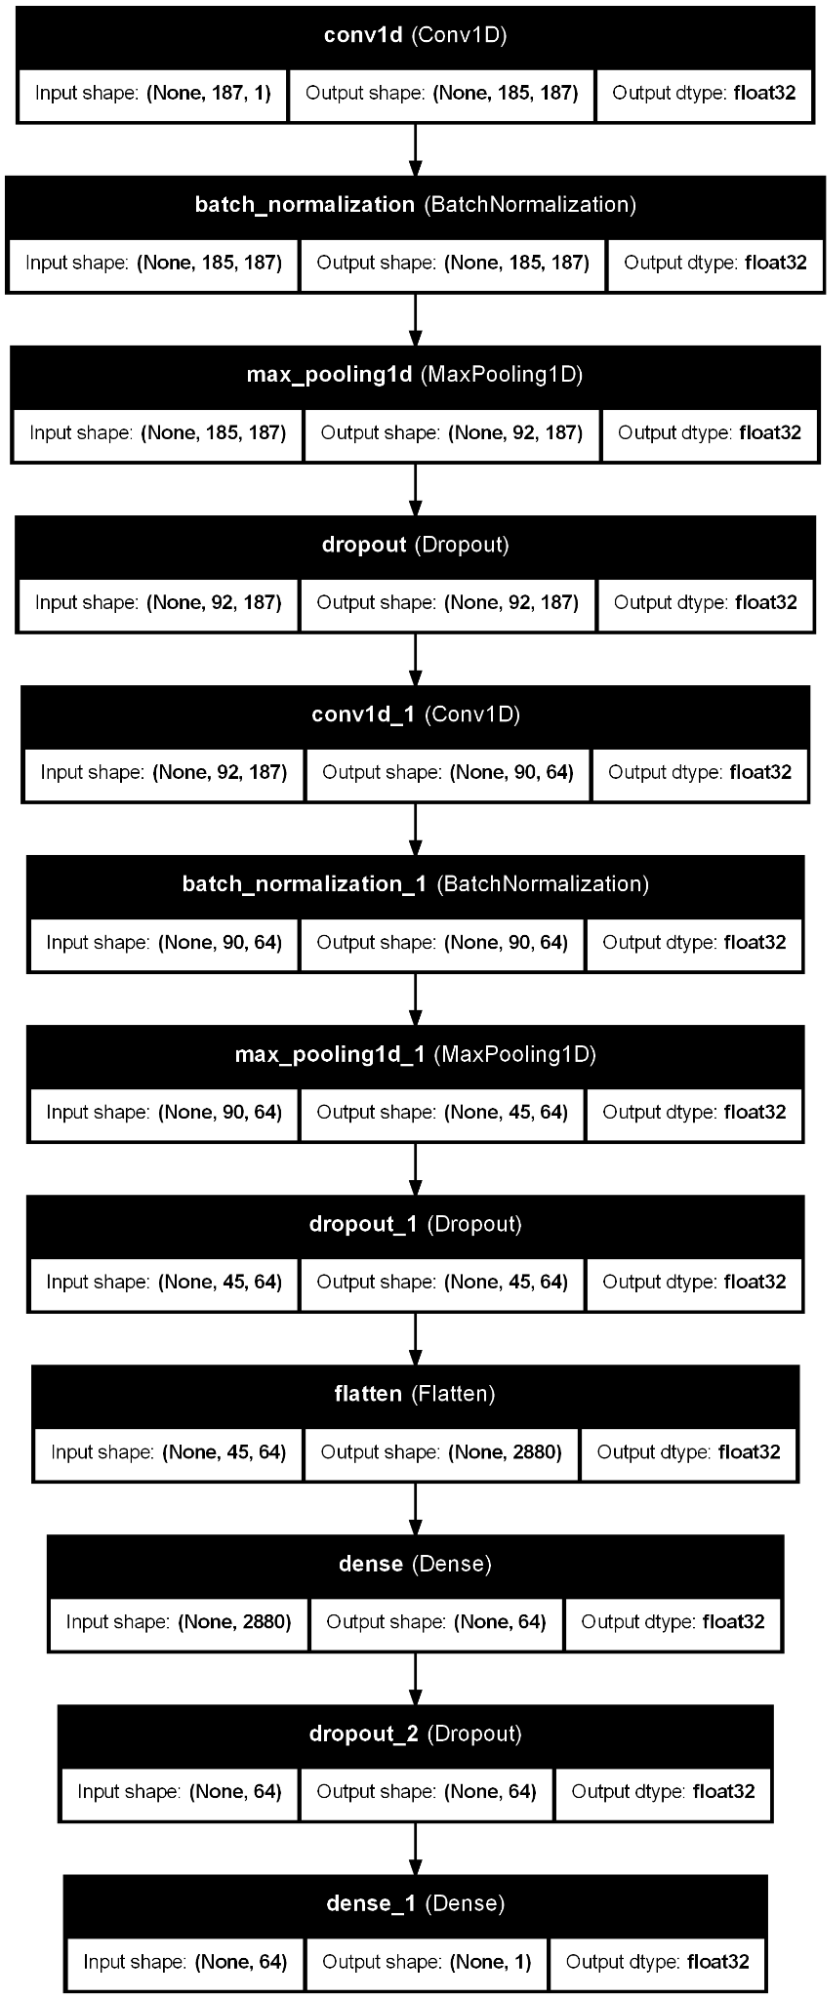 conv1d (Conv1D)
Input shape: (None, 187, 1) Output shape: (None, 185, 187) Output dtype: float32
batch_normalization (BatchNormalization)
Input shape: (None, 185, 187) Output shape: (None, 185, 187) Output dtype: float32
max_pooling1d (MaxPooling1D)
Input shape: (None, 185, 187) Output shape: (None, 92, 187) Output dtype: float32
dropout (Dropout)
Input shape: (None, 92, 187) Output shape: (None, 92, 187) Output dtype: float32
conv1d_1 (Conv1D)
Input shape: (None, 92, 187) Output shape: (None, 90, 64) Output dtype: float32
batch_normalization_1 (BatchNormalization)
Input shape: (None, 90, 64) Output shape: (None, 90, 64) Output dtype: float32
max_pooling1d_1 (MaxPooling1D)
Input shape: (None, 90, 64) Output shape: (None, 45, 64) Output dtype: float32
dropout_1 (Dropout)
Input shape: (None, 45, 64) Output shape: (None, 45, 64) Output dtype: float32
flatten (Flatten)
Input shape: (None, 45, 64) Output shape: (None, 2880) Output dtype: float32
dense (Dense)
Input shape: (None, 2880) Output shape: (None, 64) Output dtype: float32
dropout_2 (Dropout)
Input shape: (None, 64) Output shape: (None, 64) Output dtype: float32
dense_1 (Dense)
Input shape: (None, 64) Output shape: (None, 1) Output dtype: float32